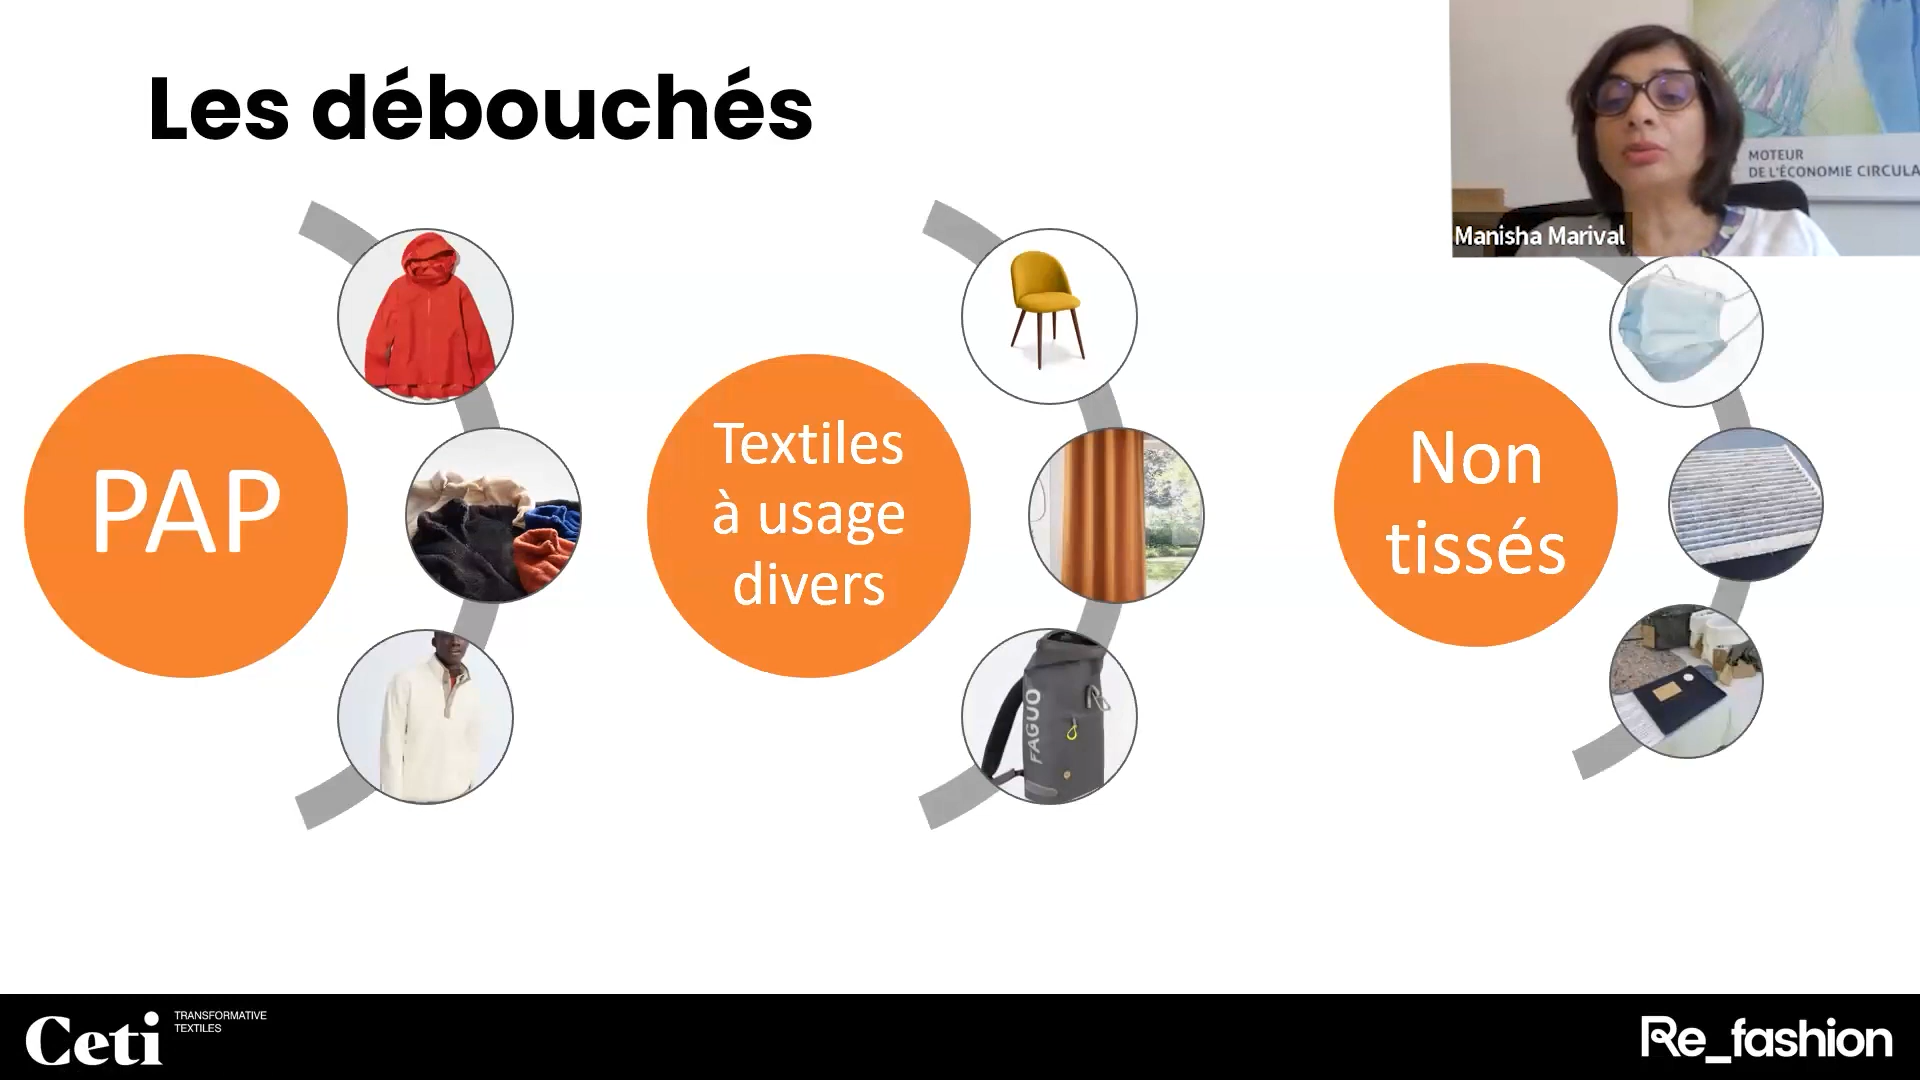 Les débouchés
MOTEUR
DE L'ÉCONOMIE CIRCULA
Manisha Marival
PAP
Textiles
à usage
divers
FAGUO
Non
tissés
Ceti
TRANSFORMATIVE
TEXTILES
Re_fashion